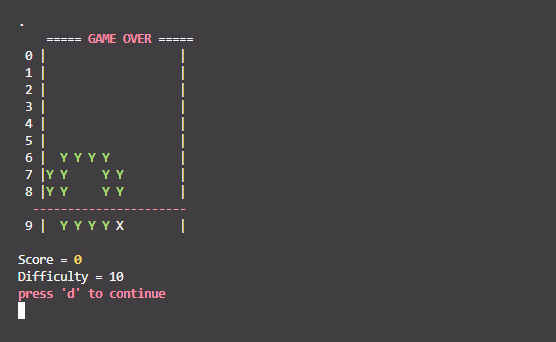 .
    ===== GAME OVER =====
 0 |                   |
 1 |                   |
 2 |                   |
 3 |                   |
 4 |                   |
 5 |                   |
 6 |  Y Y Y Y          |
 7 |Y Y     Y Y        |
 8 |Y Y     Y Y        |
  ----------------------
 9 |  Y Y Y Y X        |

Score = 0
Difficulty = 10
press 'd' to continue